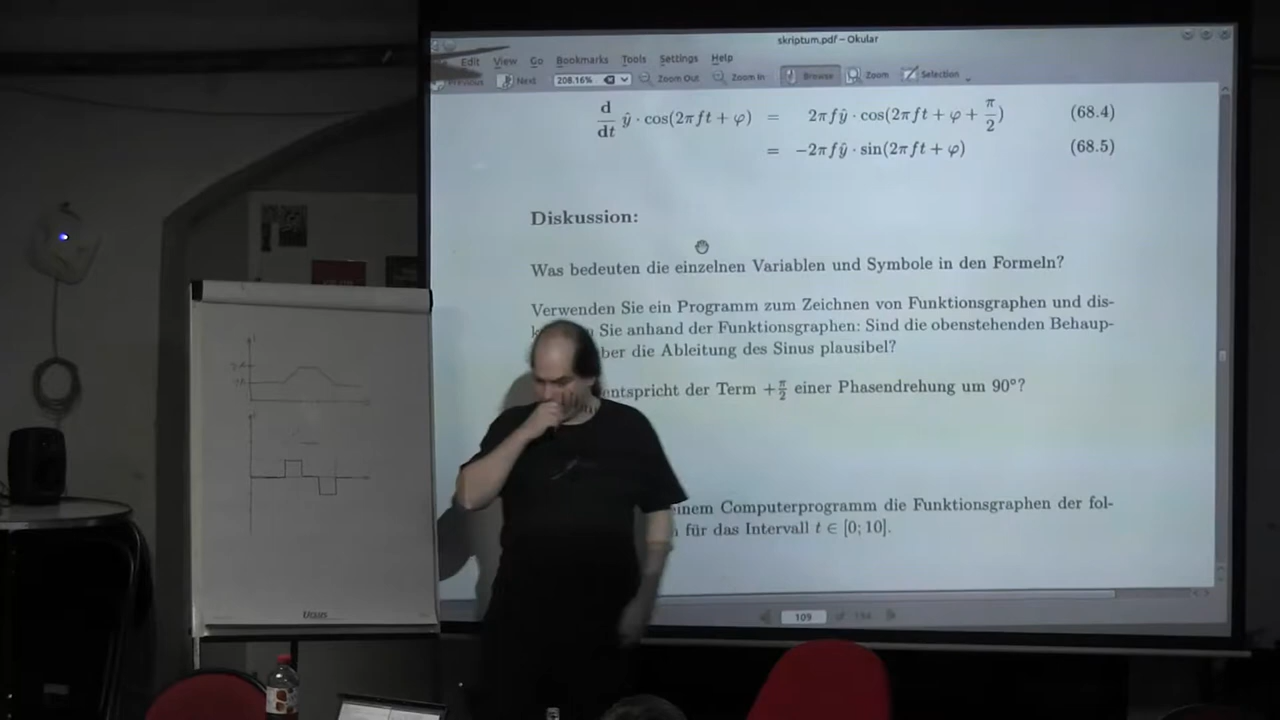 skriptum.pdf – Okular
Edit View Go Bookmarks Tools Settings Help
Previous Next 208.16% Zoom Out Zoom In Browse Zoom Selection
d/dt ŷ · cos(2πft + φ) = 2πfŷ · cos(2πft + φ + π/2) (68.4)
= −2πfŷ · sin(2πft + φ) (68.5)
Diskussion:
Was bedeuten die einzelnen Variablen und Symbole in den Formeln?
Verwenden Sie ein Programm zum Zeichnen von Funktionsgraphen und dis-
Sie anhand der Funktionsgraphen: Sind die obenstehenden Behaup-
ber die Ableitung des Sinus plausibel?
entspricht der Term +π/2 einer Phasendrehung um 90°?
inem Computerprogramm die Funktionsgraphen der fol-
für das Intervall t ∈ [0; 10].
109